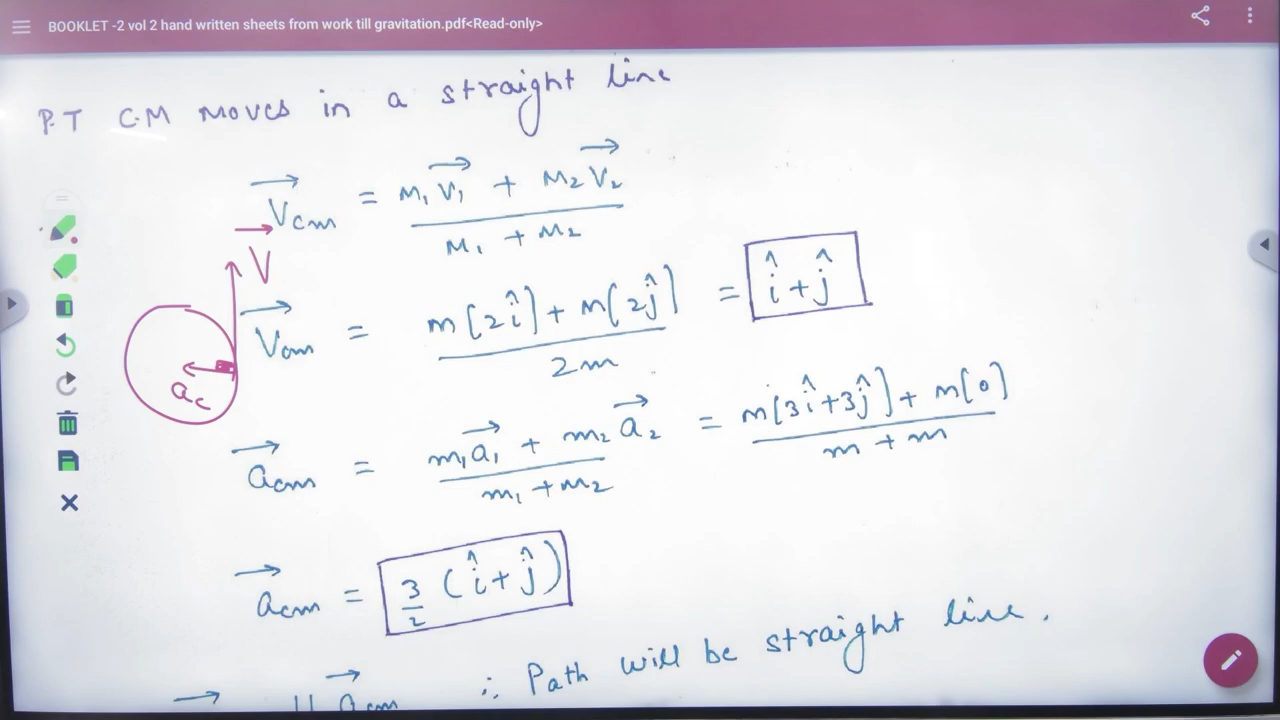 BOOKLET -2 vol 2 hand written sheets from work till gravitation.pdf<Read-only>
P.T C.M moves in a straight line
V⃗cm = M₁V⃗₁ + M₂V⃗₂ / M₁ + M₂
V⃗
V⃗cm = m[2î] + m[2ĵ] / 2m = î + ĵ
ac
a⃗cm = m₁a⃗₁ + m₂a⃗₂ / m₁ + m₂ = m[3î+3ĵ] + m[0] / m + m
a⃗cm = 3/2 (î + ĵ)
|| a⃗cm ∴ Path will be straight line.